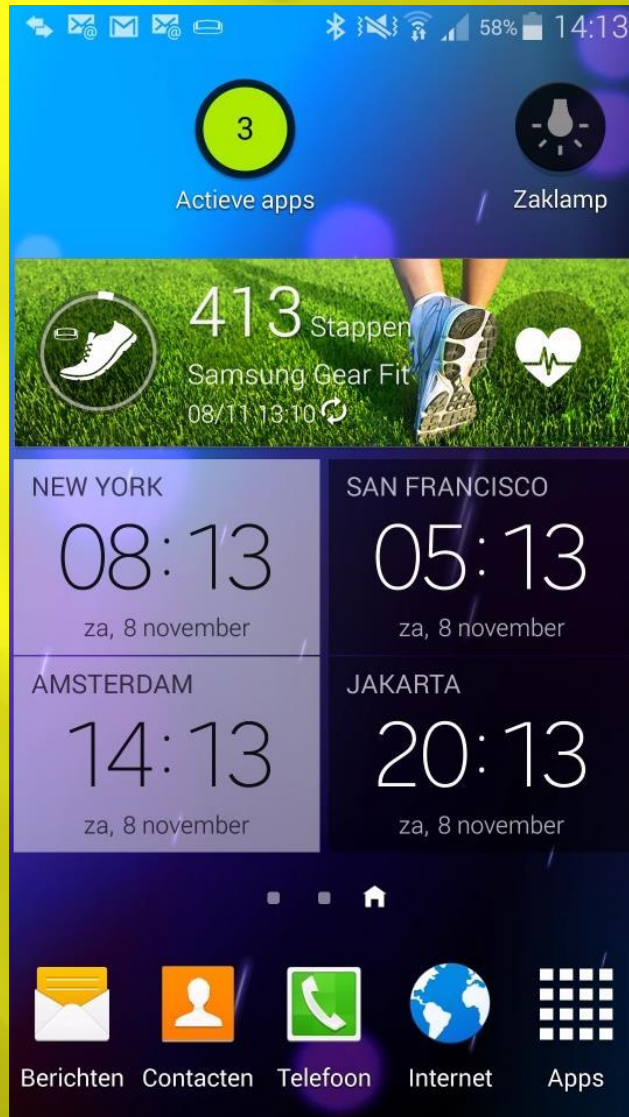 58% 14:13
3
Actieve apps Zaklamp
413 Stappen
Samsung Gear Fit
08/11 13:10
NEW YORK
08:13
za, 8 november
SAN FRANCISCO
05:13
za, 8 november
AMSTERDAM
14:13
za, 8 november
JAKARTA
20:13
za, 8 november
Berichten Contacten Telefoon Internet Apps